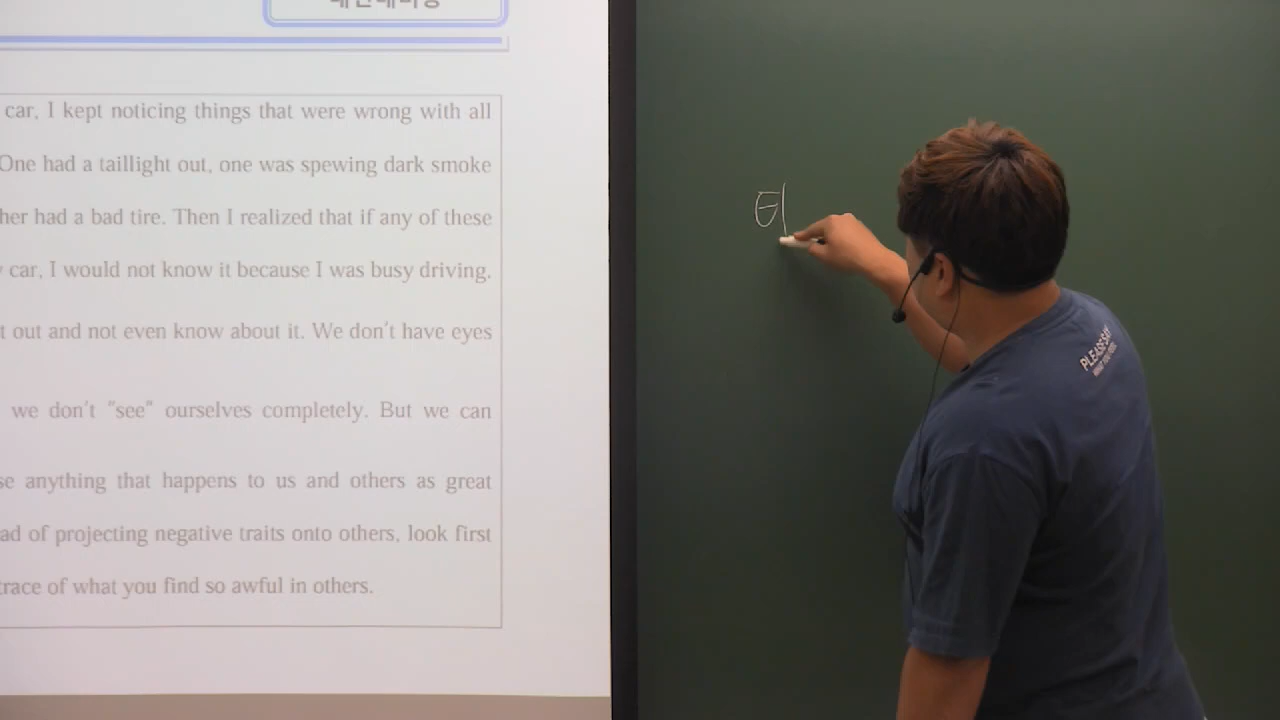 car, I kept noticing things that were wrong with all
One had a taillight out, one was spewing dark smoke
her had a bad tire. Then I realized that if any of these
car, I would not know it because I was busy driving.
t out and not even know about it. We don't have eyes
we don't "see" ourselves completely. But we can
se anything that happens to us and others as great
ad of projecting negative traits onto others, look first
trace of what you find so awful in others.
티
PLEASE SAY